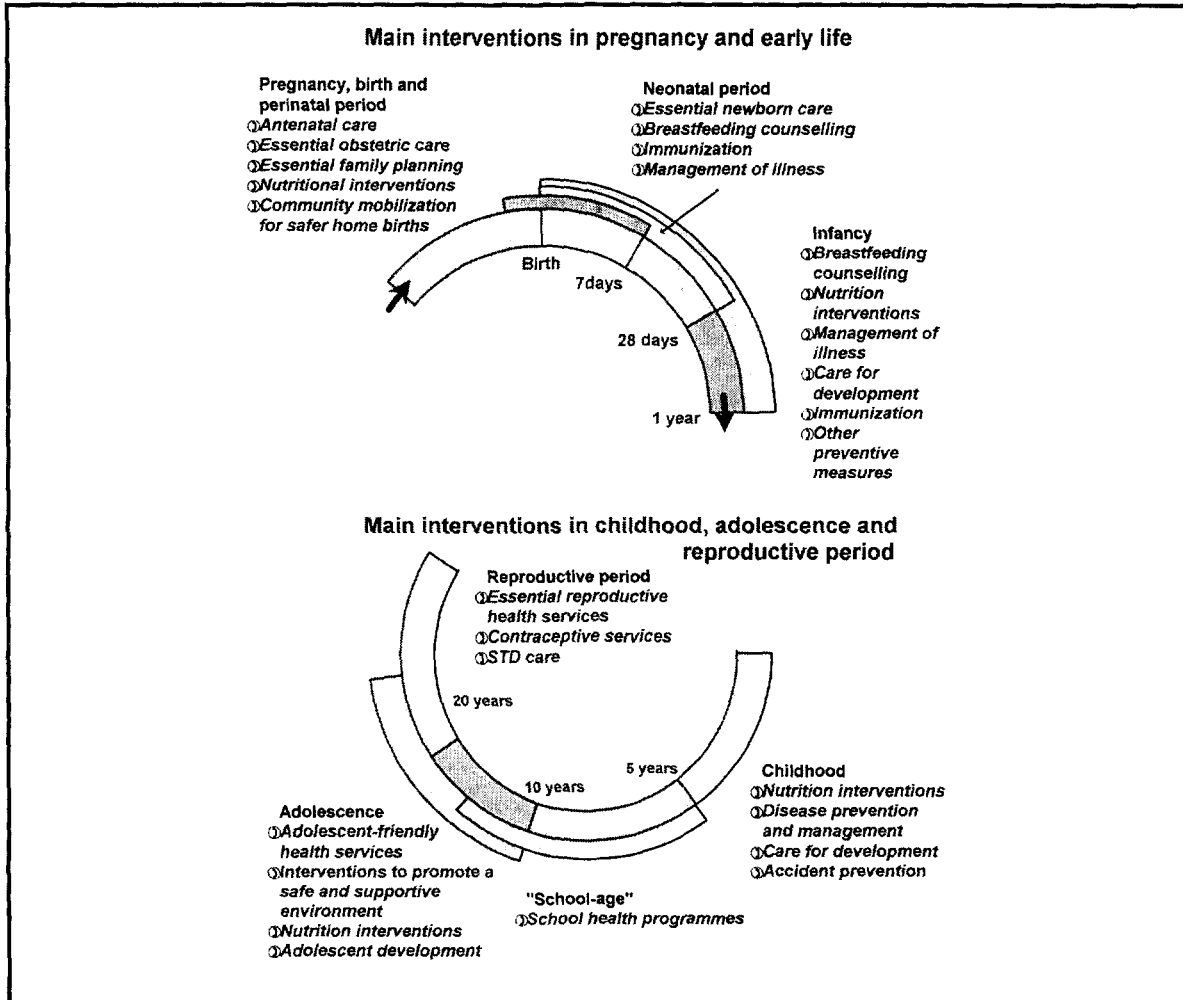 Main interventions in pregnancy and early life
Pregnancy, birth and
perinatal period
Antenatal care
Essential obstetric care
Essential family planning
Nutritional interventions
Community mobilization
for safer home births
Neonatal period
Essential newborn care
Breastfeeding counselling
Immunization
Management of illness
Birth
7days
28 days
1 year
Infancy
Breastfeeding
counselling
Nutrition
interventions
Management of
illness
Care for
development
Immunization
Other
preventive
measures
Main interventions in childhood, adolescence and
reproductive period
Reproductive period
Essential reproductive
health services
Contraceptive services
STD care
20 years
10 years
5 years
Childhood
Nutrition interventions
Disease prevention
and management
Care for development
Accident prevention
Adolescence
Adolescent-friendly
health services
Interventions to promote a
safe and supportive
environment
Nutrition interventions
Adolescent development
"School-age"
School health programmes